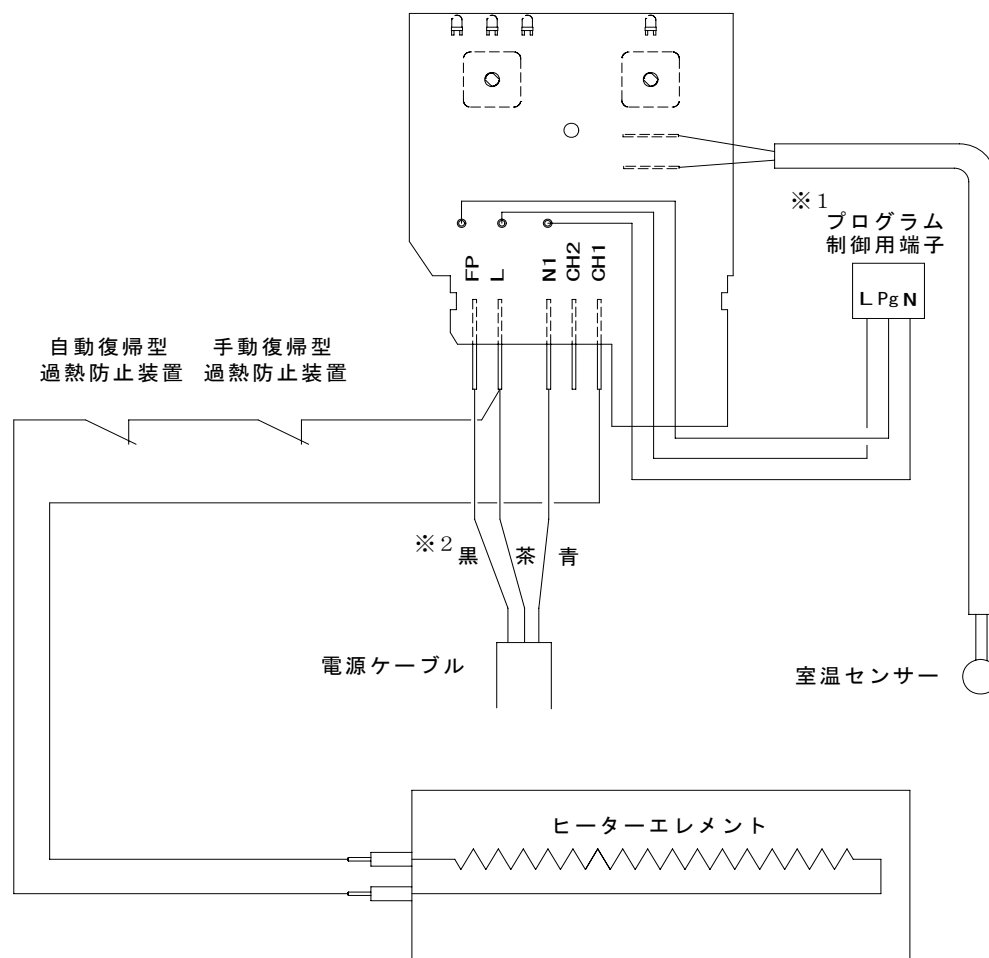 ※1
プログラム
制御用端子
L Pg N
FP
L
N1
CH2
CH1
自動復帰型
過熱防止装置
手動復帰型
過熱防止装置
※2
黒
茶
青
電源ケーブル
室温センサー
ヒーターエレメント